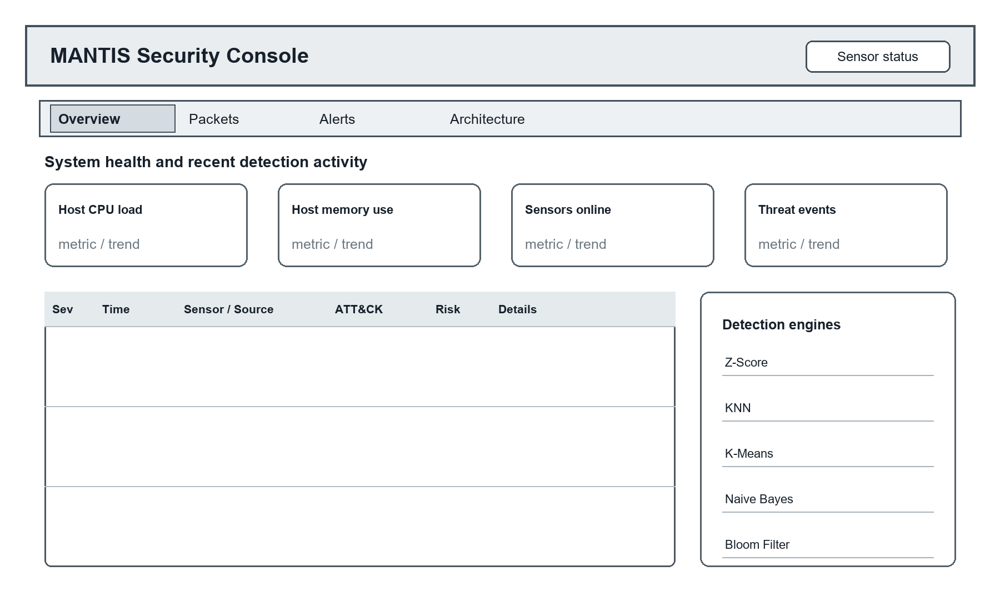 MANTIS Security Console
Sensor status
Overview Packets Alerts Architecture
System health and recent detection activity
Host CPU load
metric / trend
Host memory use
metric / trend
Sensors online
metric / trend
Threat events
metric / trend
Sev Time Sensor / Source ATT&CK Risk Details
Detection engines
Z-Score
KNN
K-Means
Naive Bayes
Bloom Filter